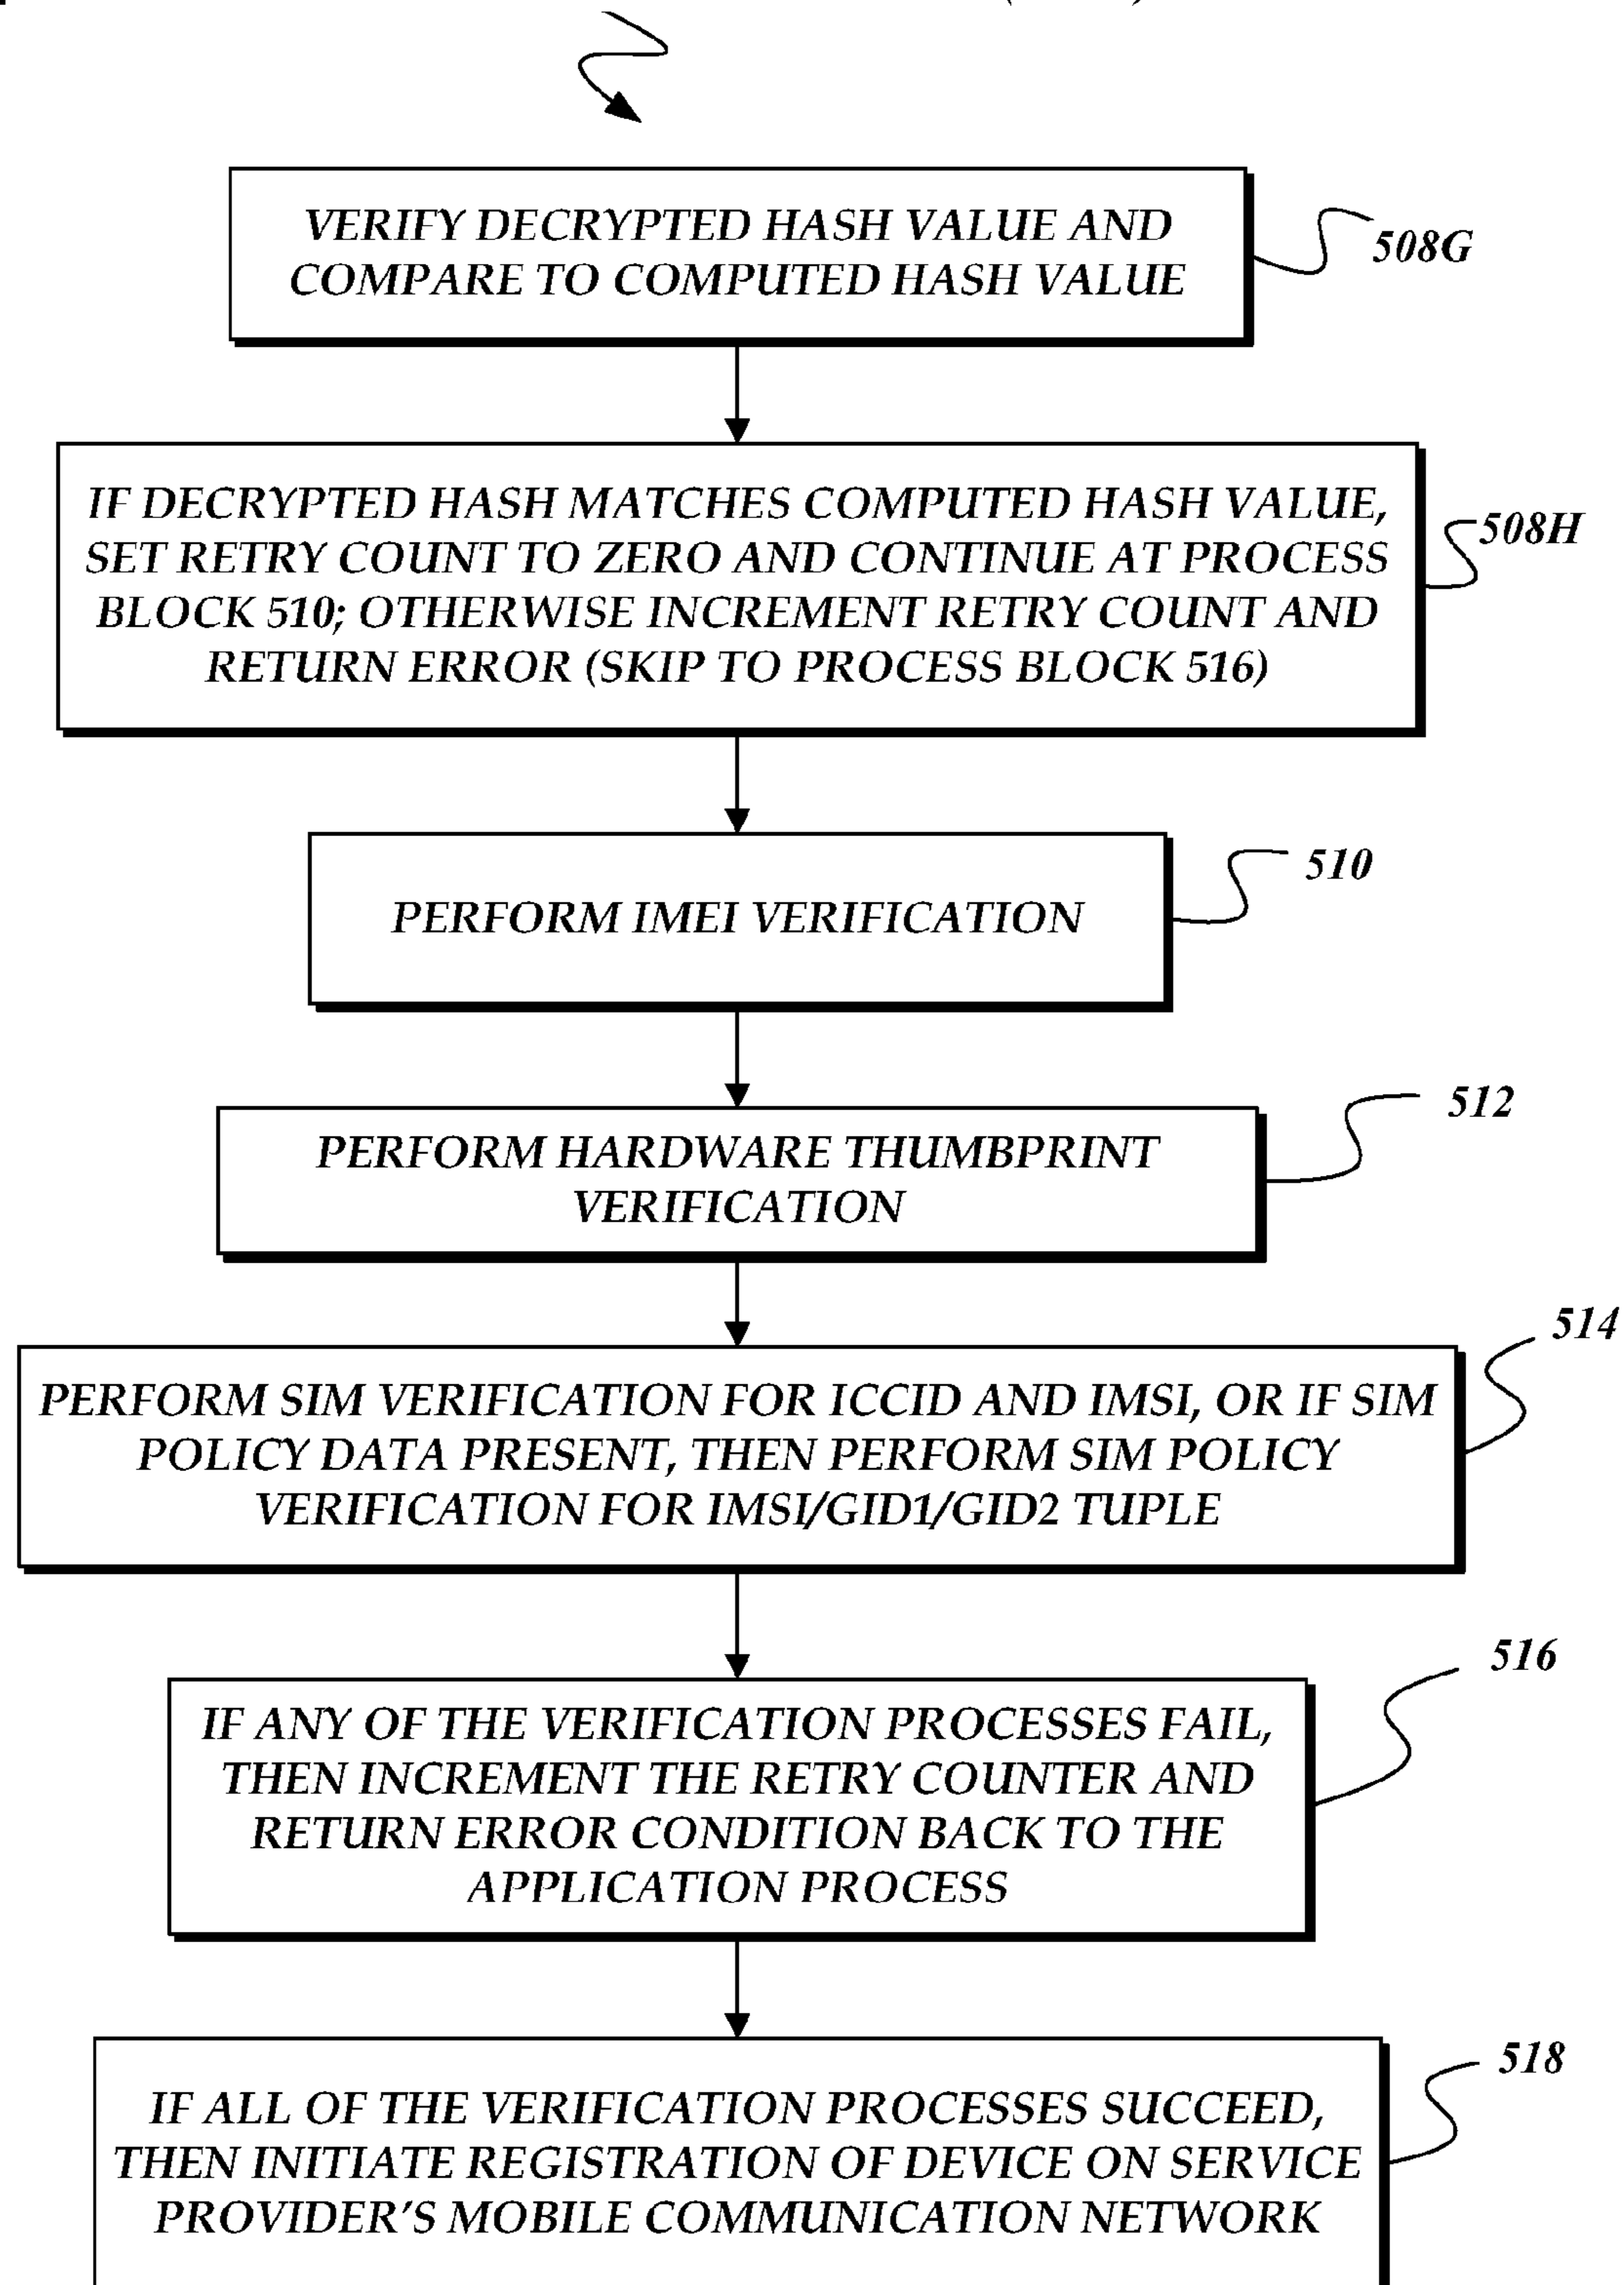 VERIFY DECRYPTED HASH VALUE AND
COMPARE TO COMPUTED HASH VALUE
508G
IF DECRYPTED HASH MATCHES COMPUTED HASH VALUE,
SET RETRY COUNT TO ZERO AND CONTINUE AT PROCESS
BLOCK 510; OTHERWISE INCREMENT RETRY COUNT AND
RETURN ERROR (SKIP TO PROCESS BLOCK 516)
508H
PERFORM IMEI VERIFICATION
510
PERFORM HARDWARE THUMBPRINT
VERIFICATION
512
PERFORM SIM VERIFICATION FOR ICCID AND IMSI, OR IF SIM
POLICY DATA PRESENT, THEN PERFORM SIM POLICY
VERIFICATION FOR IMSI/GID1/GID2 TUPLE
514
IF ANY OF THE VERIFICATION PROCESSES FAIL,
THEN INCREMENT THE RETRY COUNTER AND
RETURN ERROR CONDITION BACK TO THE
APPLICATION PROCESS
516
IF ALL OF THE VERIFICATION PROCESSES SUCCEED,
THEN INITIATE REGISTRATION OF DEVICE ON SERVICE
PROVIDER'S MOBILE COMMUNICATION NETWORK
518